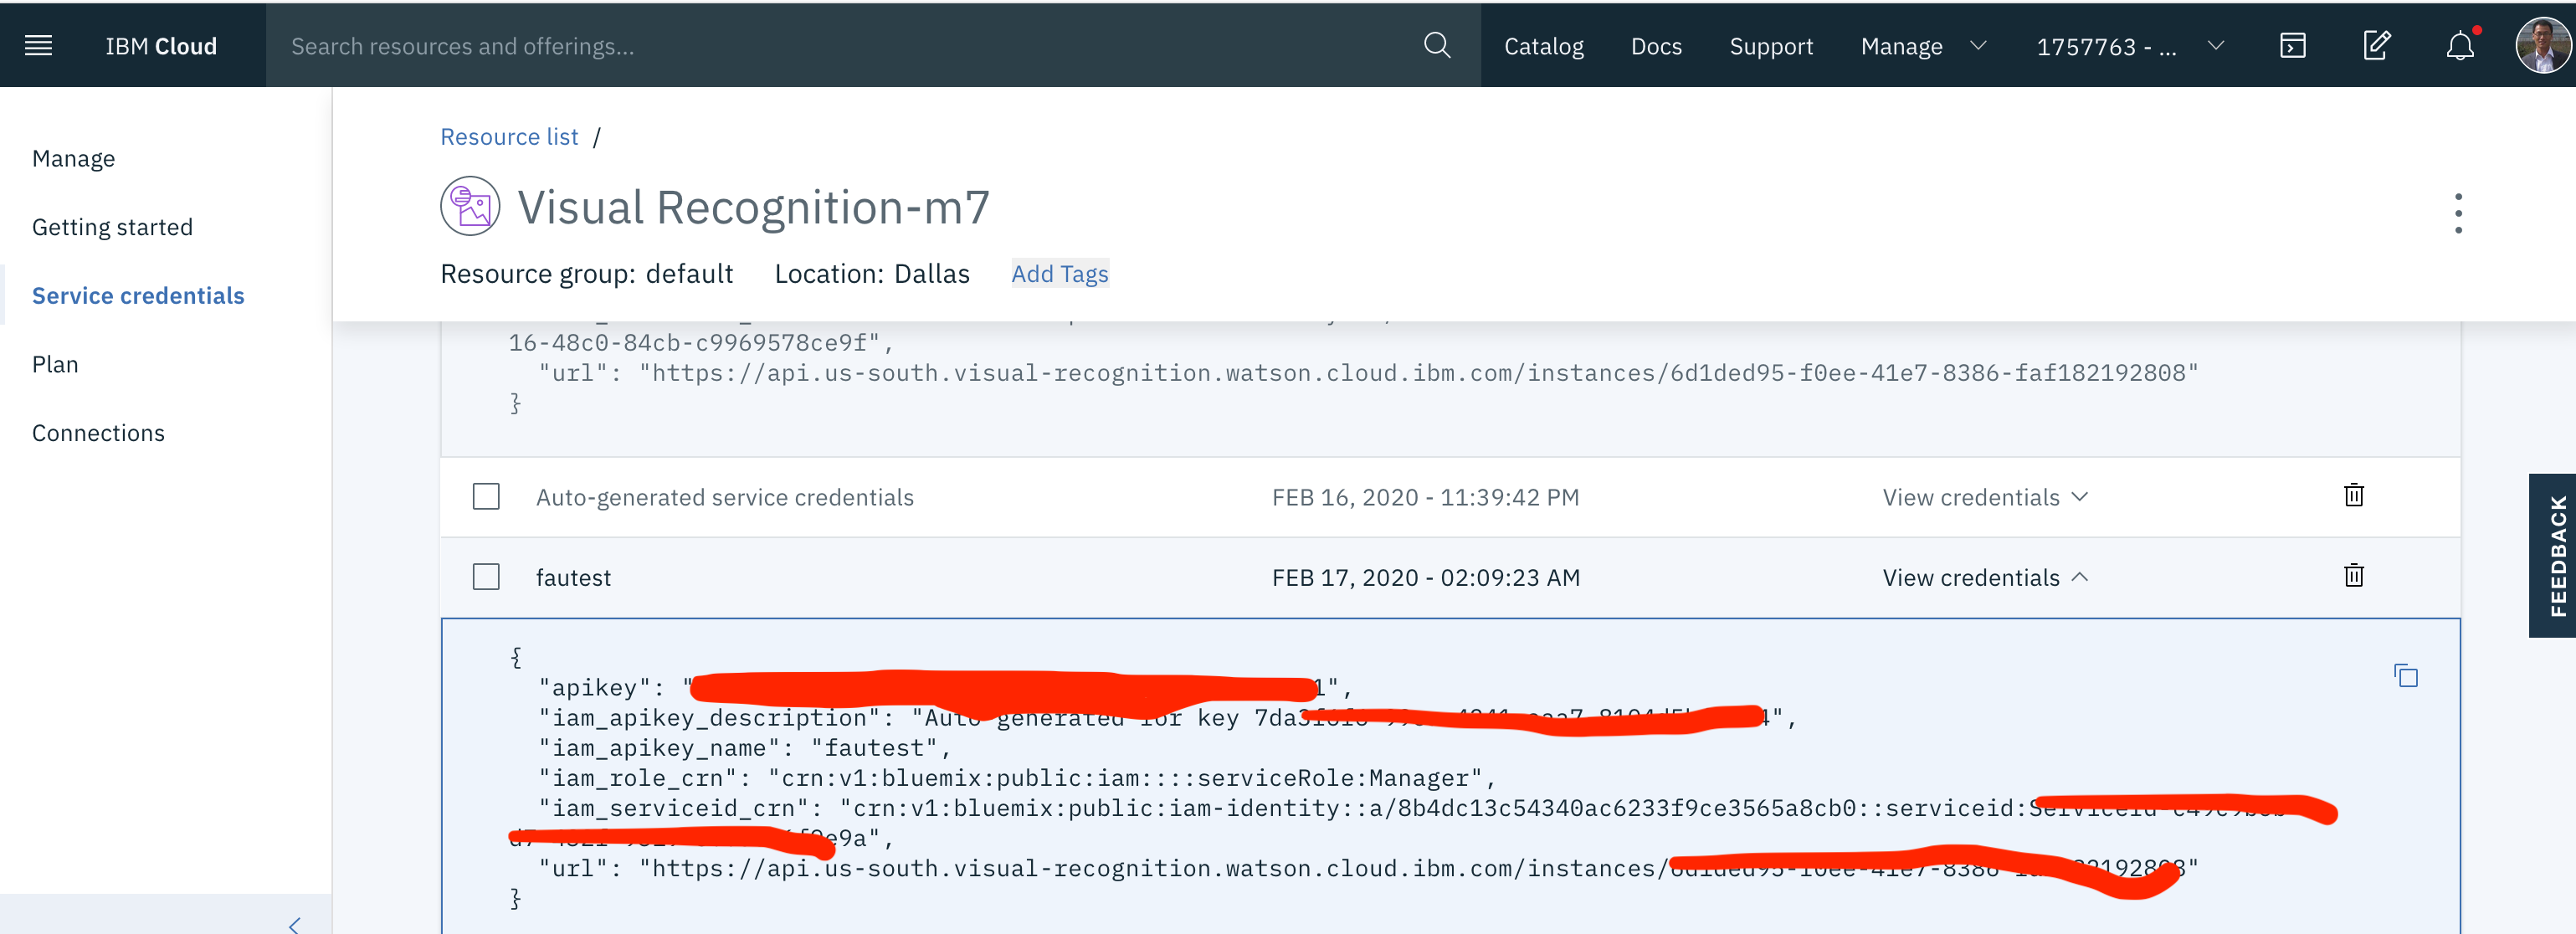 IBM Cloud
Search resources and offerings...
Catalog
Docs
Support
Manage
1757763 - ...
Manage
Getting started
Service credentials
Plan
Connections
Resource list /
Visual Recognition-m7
Resource group: default
Location: Dallas
Add Tags
16-48c0-84cb-c9969578ce9f",
"url": "https://api.us-south.visual-recognition.watson.cloud.ibm.com/instances/6d1ded95-f0ee-41e7-8386-faf182192808"
}
Auto-generated service credentials
FEB 16, 2020 - 11:39:42 PM
View credentials
fautest
FEB 17, 2020 - 02:09:23 AM
View credentials
FEEDBACK
{
"apikey": "1",
"iam_apikey_description": "Auto generated for key 7da 4",
"iam_apikey_name": "fautest",
"iam_role_crn": "crn:v1:bluemix:public:iam::::serviceRole:Manager",
"iam_serviceid_crn": "crn:v1:bluemix:public:iam-identity::a/8b4dc13c54340ac6233f9ce3565a8cb0::serviceid:
e9a",
"url": "https://api.us-south.visual-recognition.watson.cloud.ibm.com/instances/"
}